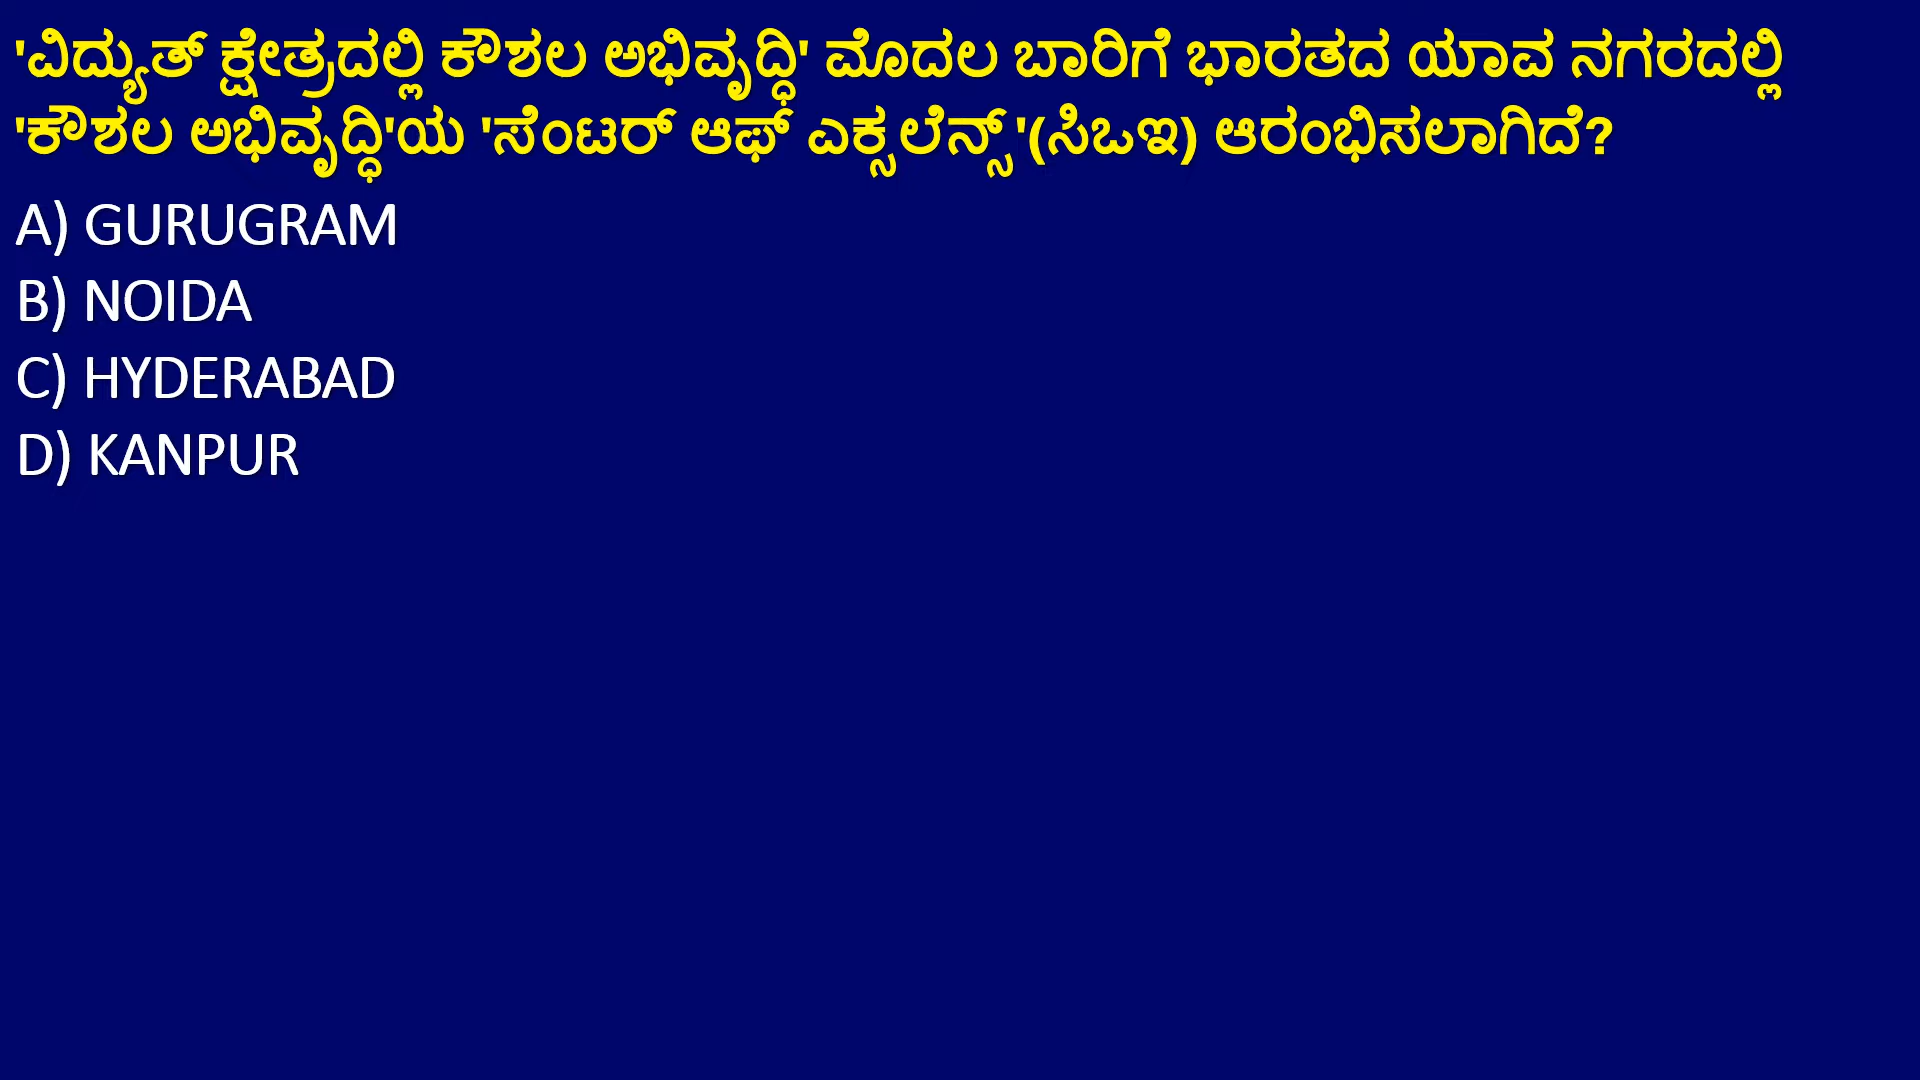 'ವಿದ್ಯುತ್ ಕ್ಷೇತ್ರದಲ್ಲಿ ಕೌಶಲ ಅಭಿವೃದ್ಧಿ' ಮೊದಲ ಬಾರಿಗೆ ಭಾರತದ ಯಾವ ನಗರದಲ್ಲಿ
'ಕೌಶಲ ಅಭಿವೃದ್ಧಿ'ಯ 'ಸೆಂಟರ್ ಆಫ್ ಎಕ್ಸಲೆನ್ಸ್'(ಸಿಒಇ) ಆರಂಭಿಸಲಾಗಿದೆ?
A) GURUGRAM
B) NOIDA
C) HYDERABAD
D) KANPUR